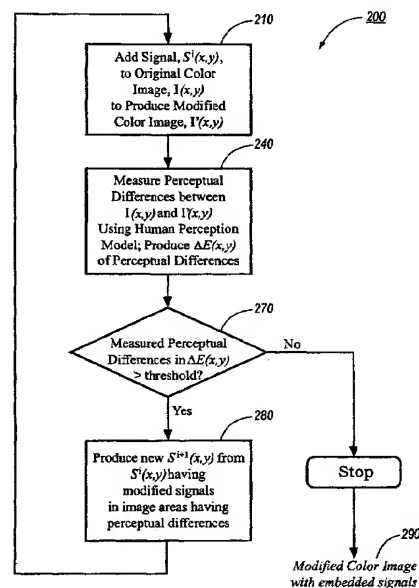 210
200
Add Signal, Sⁱ(x,y),
to Original Color
Image, I(x,y)
to Produce Modified
Color Image, I'(x,y)
240
Measure Perceptual
Differences between
I(x,y) and I'(x,y)
Using Human Perception
Model; Produce ΔE(x,y)
of Perceptual Differences
270
Measured Perceptual
Differences in ΔE(x,y)
> threshold?
No
Yes
280
Produce new Sⁱ⁺¹(x,y) from
Sⁱ(x,y) having
modified signals
in image areas having
perceptual differences
Stop
290
Modified Color Image
with embedded signals